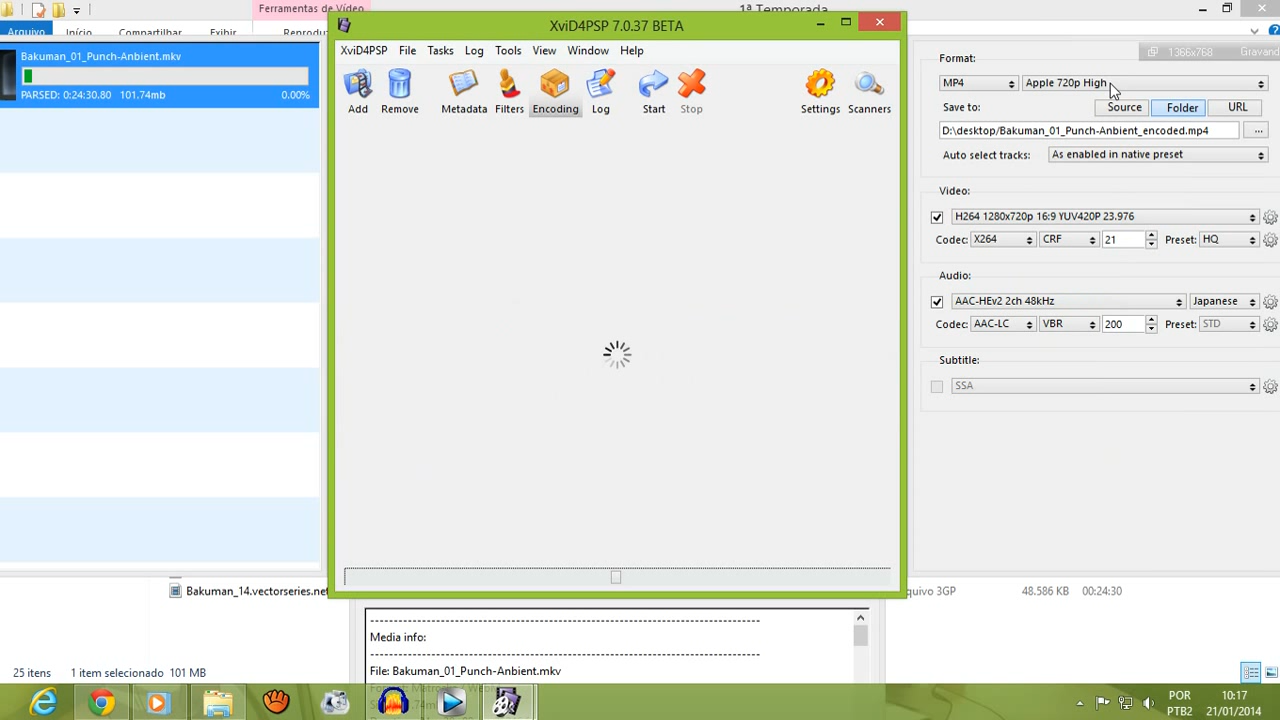 Ferramentas de Vídeo
1ª Temporada
Arquivo Início Compartilhar Exibir Reprodu
XviD4PSP 7.0.37 BETA
XviD4PSP File Tasks Log Tools View Window Help
Add Remove Metadata Filters Encoding Log Start Stop Settings Scanners
Bakuman_01_Punch-Anbient.mkv
PARSED: 0:24:30.80 101.74mb 0.00%
1366x768 Gravand
Format:
MP4 Apple 720p High
Save to: Source Folder URL
D:\desktop/Bakuman_01_Punch-Anbient_encoded.mp4 ...
Auto select tracks: As enabled in native preset
Video:
H264 1280x720p 16:9 YUV420P 23.976
Codec: X264 CRF 21 Preset: HQ
Audio:
AAC-HEv2 2ch 48kHz Japanese
Codec: AAC-LC VBR 200 Preset: STD
Subtitle:
SSA
Bakuman_14.vectorseries.net
quivo 3GP 48.586 KB 00:24:30
Media info:
File: Bakuman_01_Punch-Anbient.mkv
25 itens 1 item selecionado 101 MB
POR 10:17
PTB2 21/01/2014